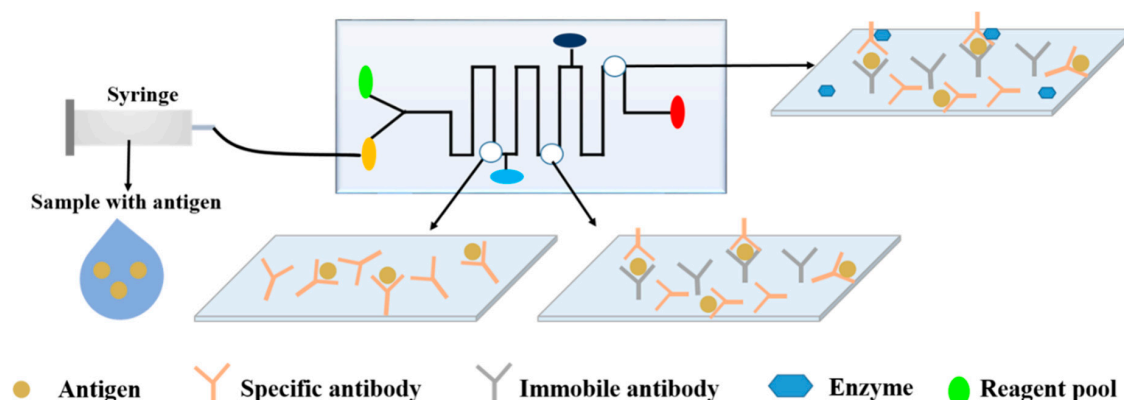 Syringe
Sample with antigen
Antigen
Specific antibody
Immobile antibody
Enzyme
Reagent pool